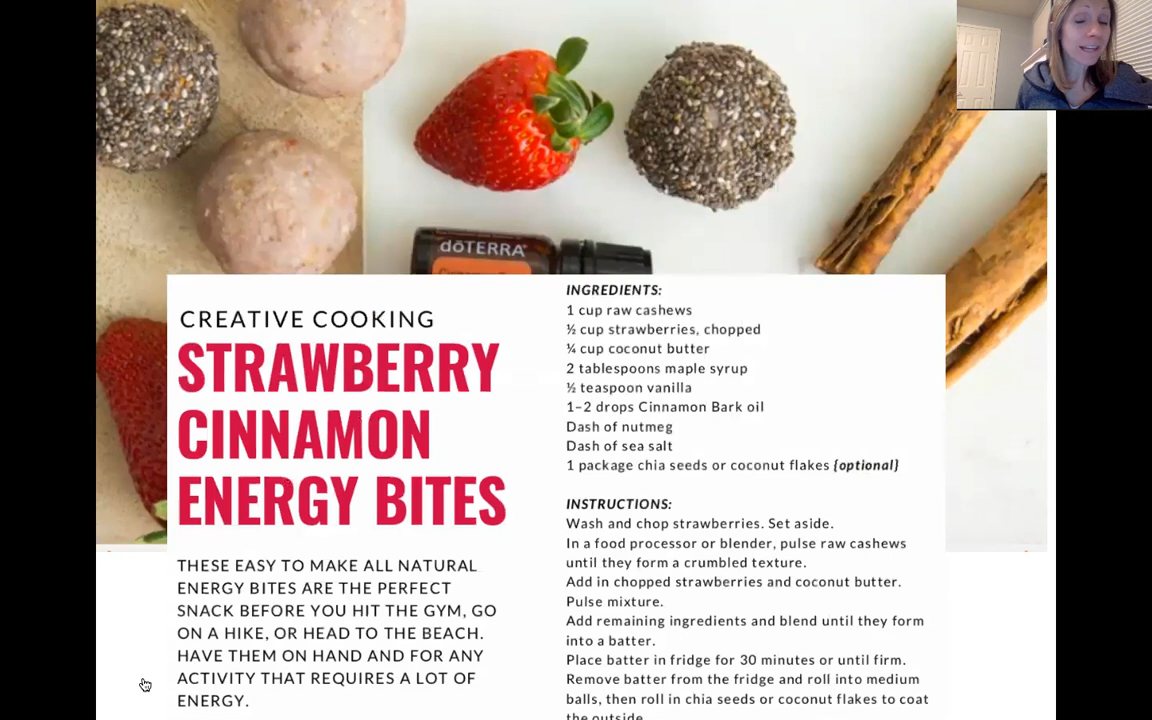 dōTERRA
CREATIVE COOKING
STRAWBERRY
CINNAMON
ENERGY BITES
THESE EASY TO MAKE ALL NATURAL
ENERGY BITES ARE THE PERFECT
SNACK BEFORE YOU HIT THE GYM, GO
ON A HIKE, OR HEAD TO THE BEACH.
HAVE THEM ON HAND AND FOR ANY
ACTIVITY THAT REQUIRES A LOT OF
ENERGY.
INGREDIENTS:
1 cup raw cashews
½ cup strawberries, chopped
¼ cup coconut butter
2 tablespoons maple syrup
½ teaspoon vanilla
1–2 drops Cinnamon Bark oil
Dash of nutmeg
Dash of sea salt
1 package chia seeds or coconut flakes {optional}
INSTRUCTIONS:
Wash and chop strawberries. Set aside.
In a food processor or blender, pulse raw cashews
until they form a crumbled texture.
Add in chopped strawberries and coconut butter.
Pulse mixture.
Add remaining ingredients and blend until they form
into a batter.
Place batter in fridge for 30 minutes or until firm.
Remove batter from the fridge and roll into medium
balls, then roll in chia seeds or coconut flakes to coat
the outside